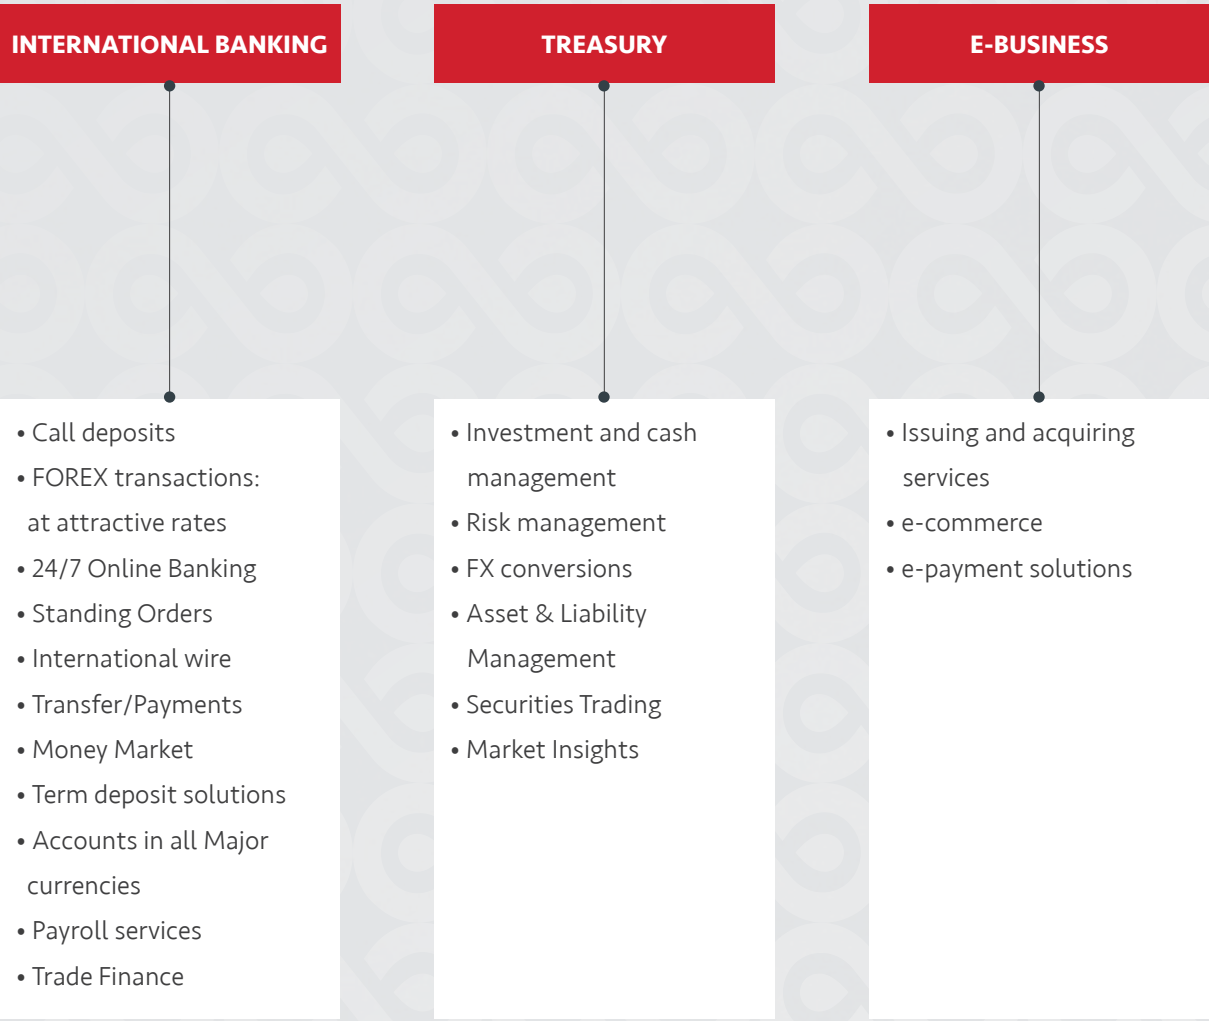 INTERNATIONAL BANKING
• Call deposits
• FOREX transactions:
at attractive rates
• 24/7 Online Banking
• Standing Orders
• International wire
• Transfer/Payments
• Money Market
• Term deposit solutions
• Accounts in all Major
currencies
• Payroll services
• Trade Finance
TREASURY
• Investment and cash
management
• Risk management
• FX conversions
• Asset & Liability
Management
• Securities Trading
• Market Insights
E-BUSINESS
• Issuing and acquiring
services
• e-commerce
• e-payment solutions